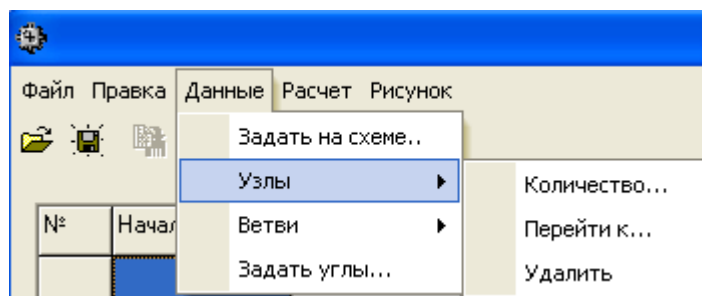 Файл Правка Данные Расчет Рисунок
Задать на схеме..
Узлы
Количество...
№ Начал
Ветви
Перейти к...
Задать углы...
Удалить